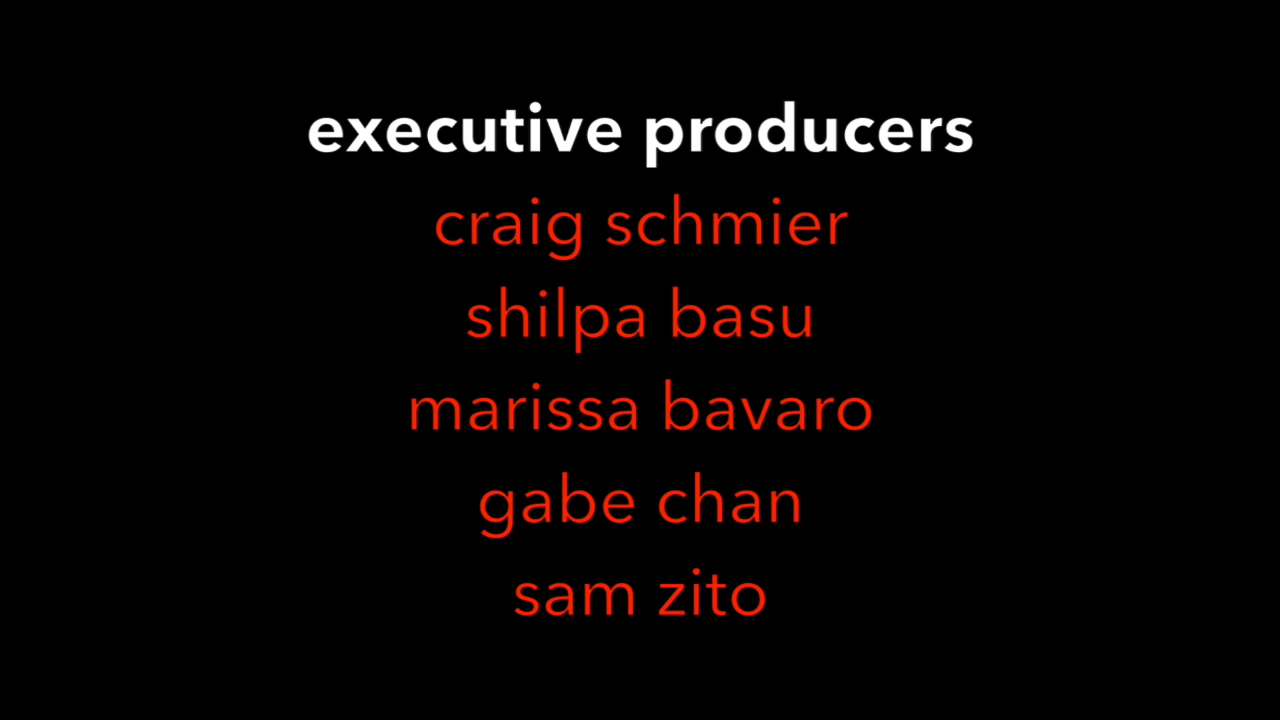 executive producers
craig schmier
shilpa basu
marissa bavaro
gabe chan
sam zito